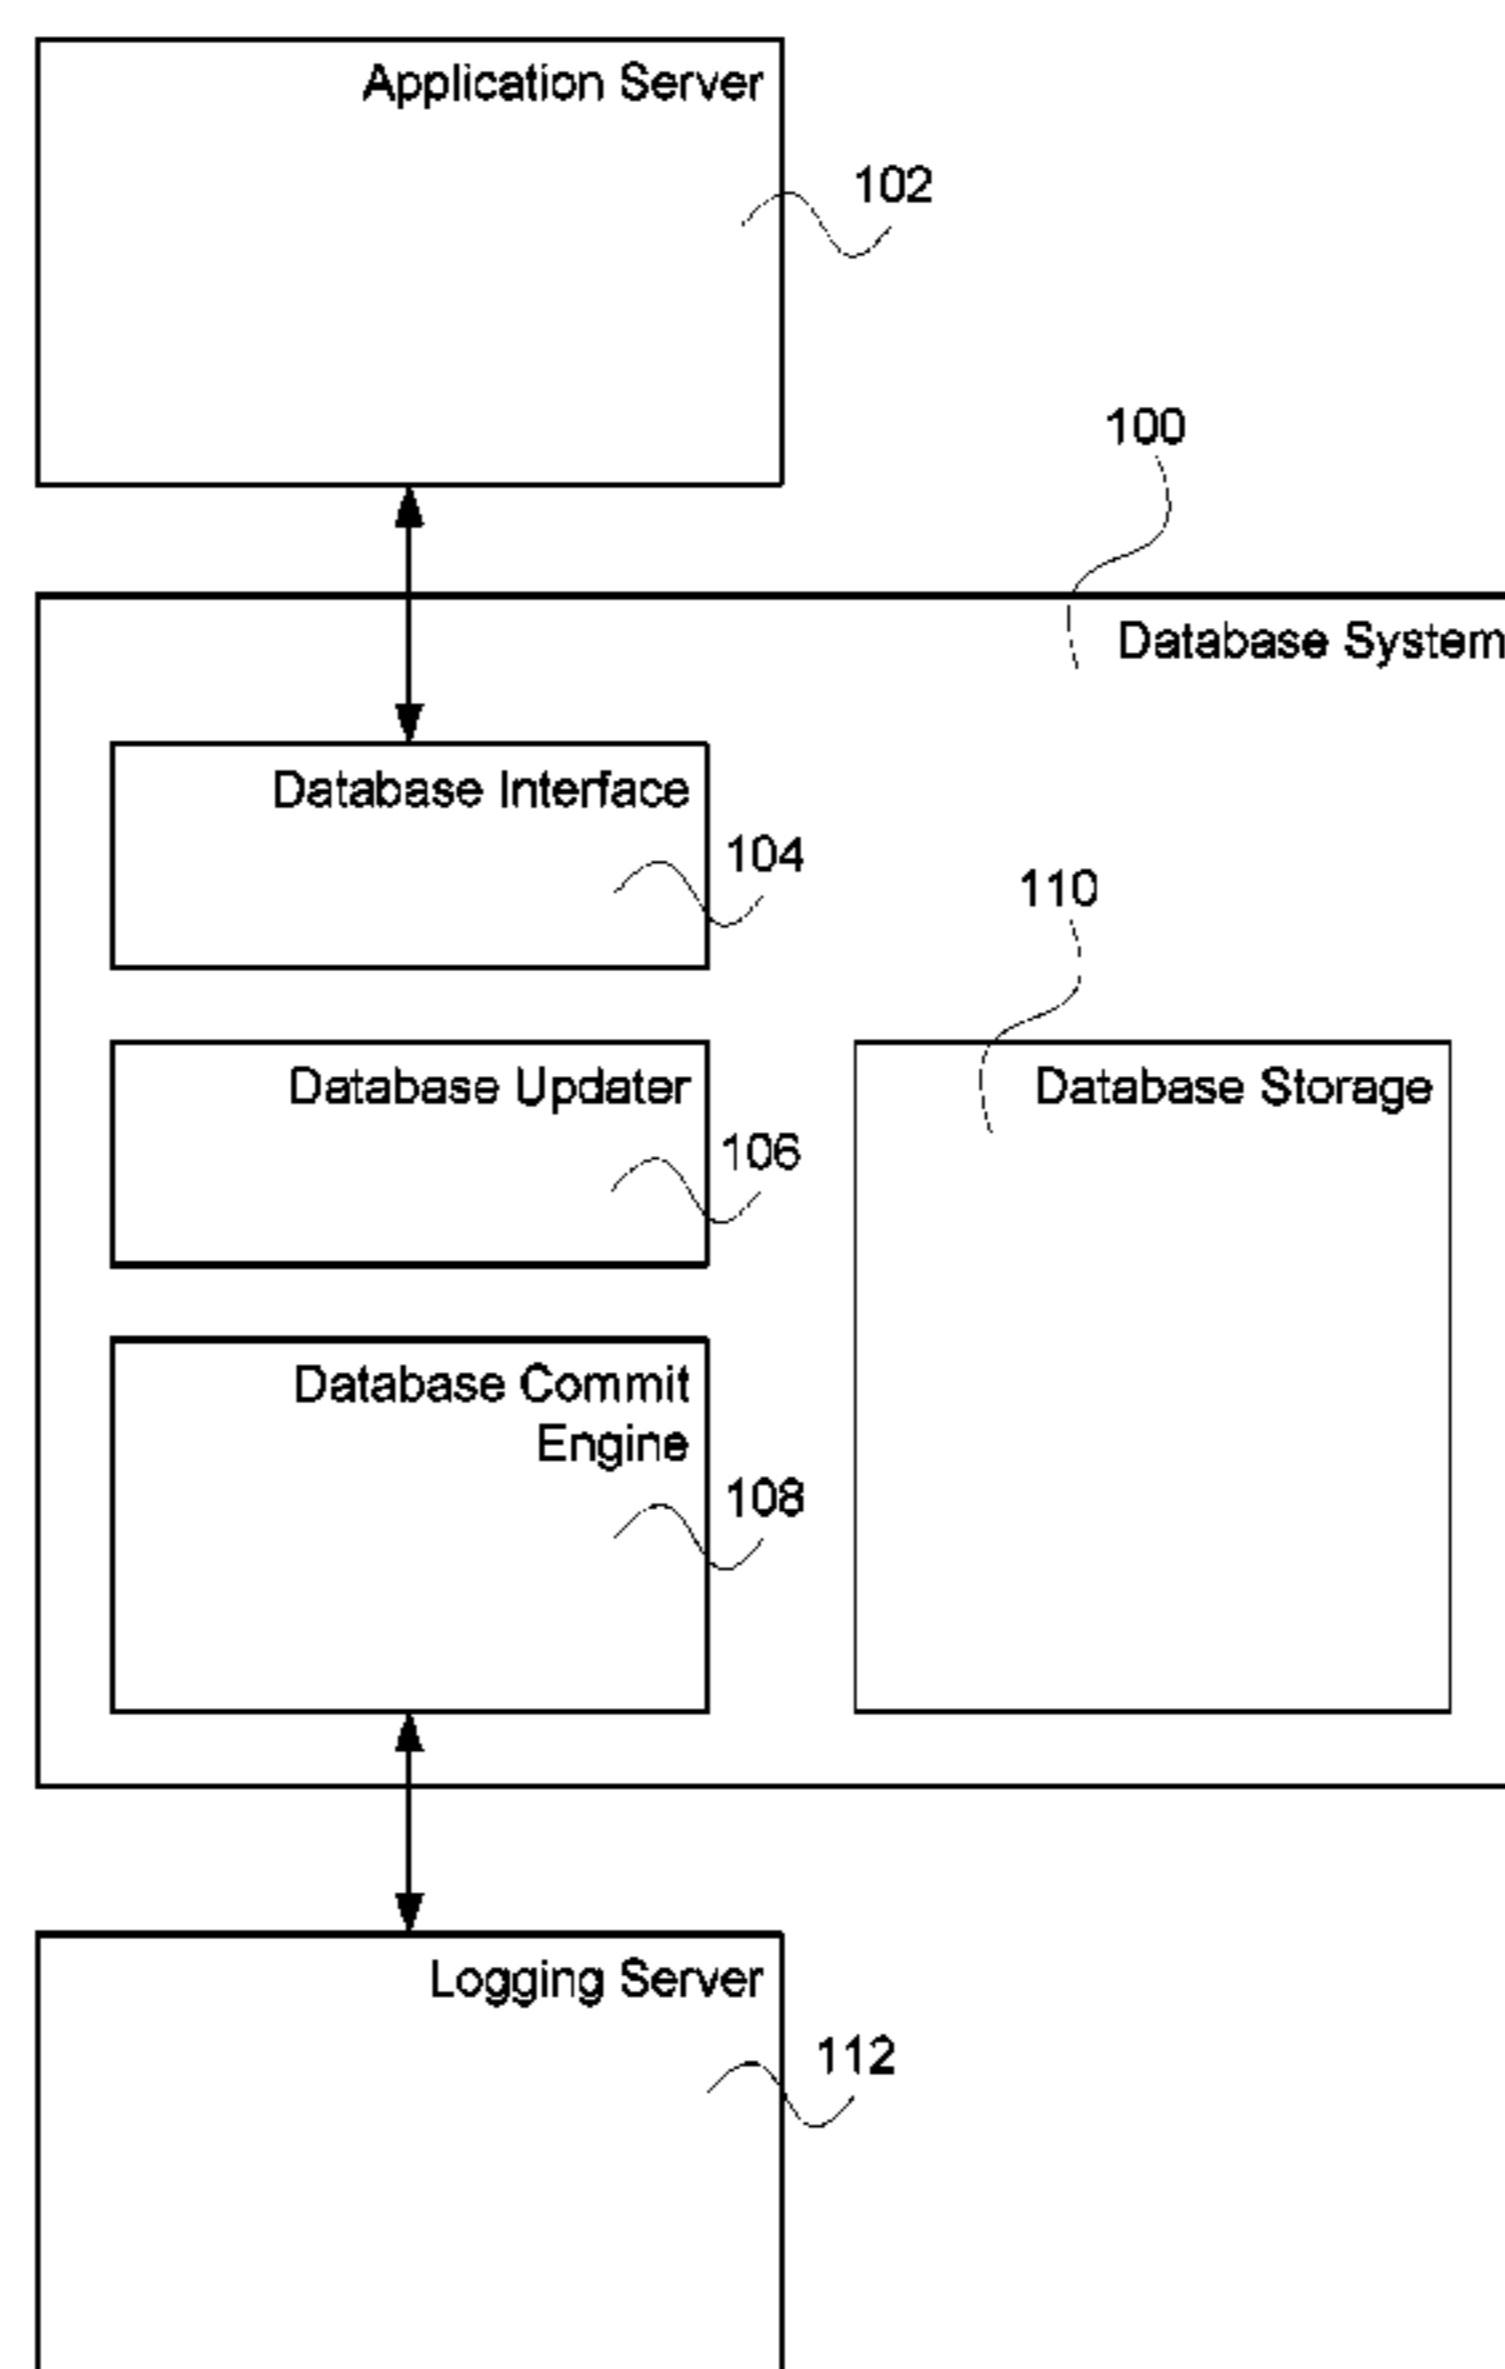 Application Server
102
100
Database System
Database Interface
104
110
Database Updater
106
Database Storage
Database Commit
Engine
108
Logging Server
112